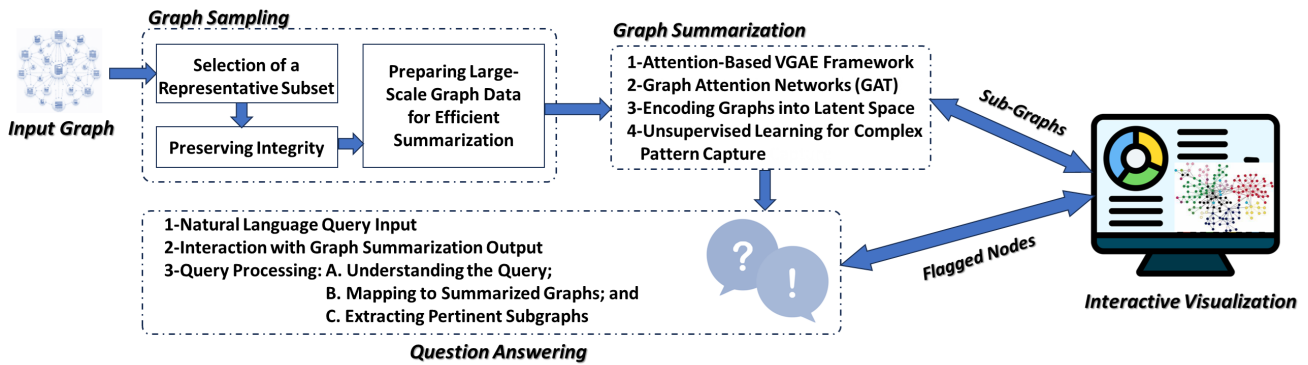 Graph Sampling
Input Graph
Selection of a
Representative Subset
Preserving Integrity
Preparing Large-
Scale Graph Data
for Efficient
Summarization
Graph Summarization
1-Attention-Based VGAE Framework
2-Graph Attention Networks (GAT)
3-Encoding Graphs into Latent Space
4-Unsupervised Learning for Complex
Pattern Capture
Sub-Graphs
1-Natural Language Query Input
2-Interaction with Graph Summarization Output
3-Query Processing: A. Understanding the Query;
B. Mapping to Summarized Graphs; and
C. Extracting Pertinent Subgraphs
?
!
Flagged Nodes
Interactive Visualization
Question Answering